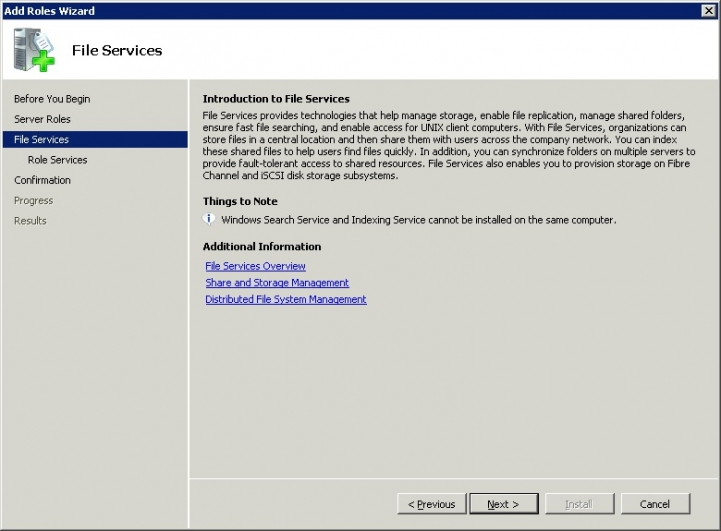 Add Roles Wizard
File Services
Before You Begin
Server Roles
File Services
Role Services
Confirmation
Progress
Results
Introduction to File Services
File Services provides technologies that help manage storage, enable file replication, manage shared folders,
ensure fast file searching, and enable access for UNIX client computers. With File Services, organizations can
store files in a central location and then share them with users across the company network. You can index
these shared files to help users find files quickly. In addition, you can synchronize folders on multiple servers to
provide fault-tolerant access to shared resources. File Services also enables you to provision storage on Fibre
Channel and iSCSI disk storage subsystems.
Things to Note
Windows Search Service and Indexing Service cannot be installed on the same computer.
Additional Information
File Services Overview
Share and Storage Management
Distributed File System Management
< Previous
Next >
Install
Cancel